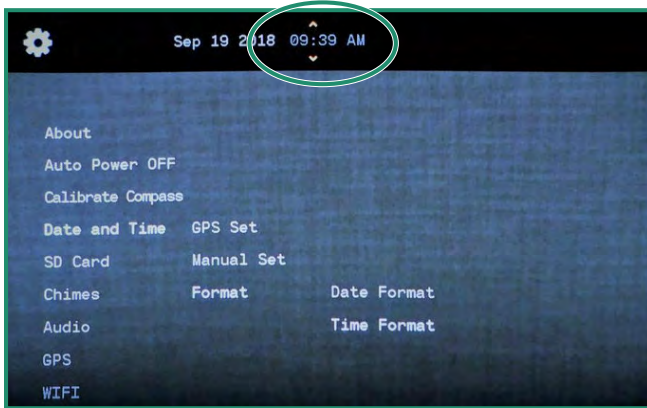 Sep 19 2018 09:39 AM
About
Auto Power OFF
Calibrate Compass
Date and Time GPS Set
SD Card Manual Set
Chimes Format Date Format
Audio Time Format
GPS
WIFI